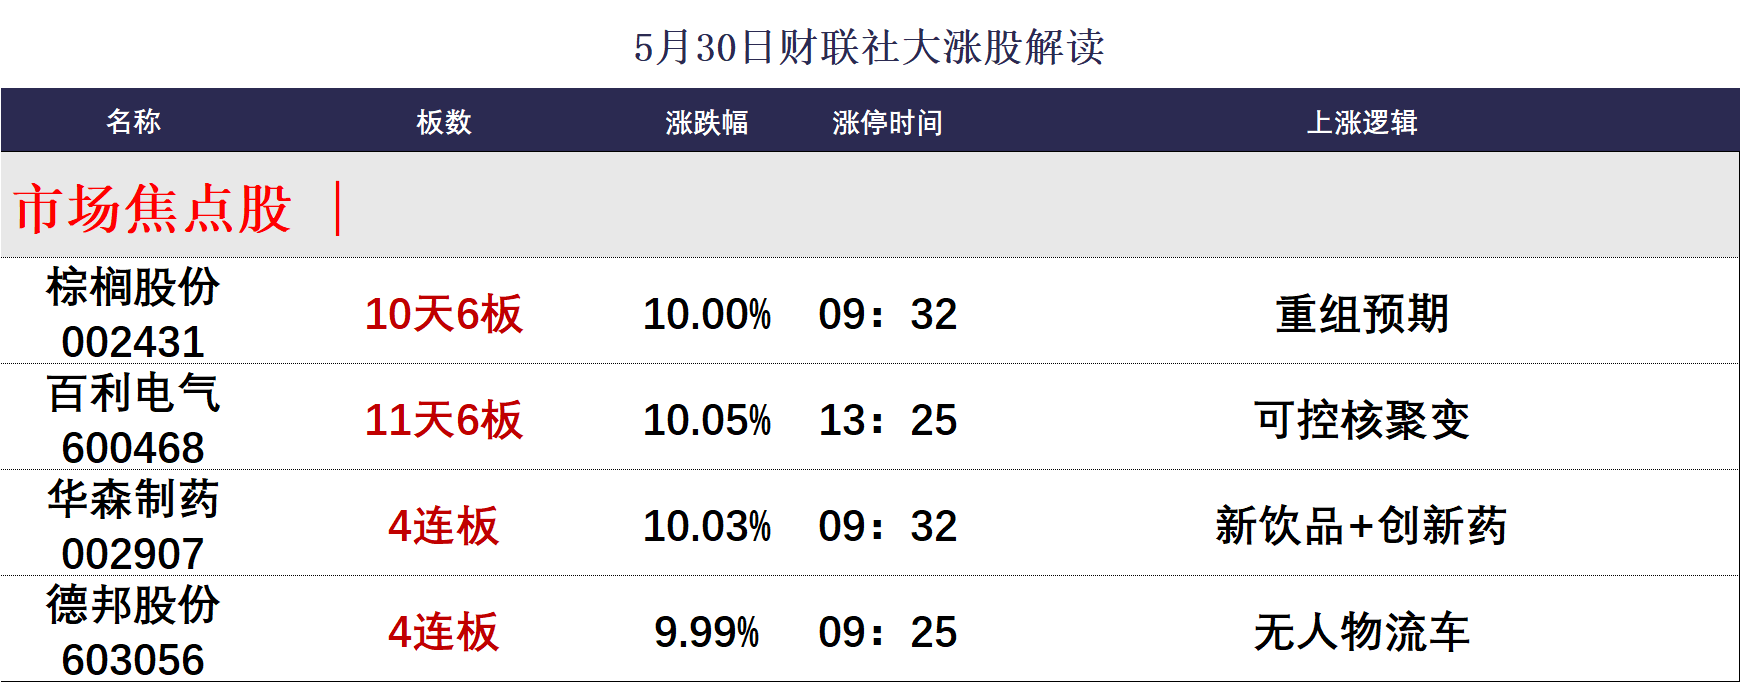 5月30日财联社大涨股解读
名称 板数 涨跌幅 涨停时间 上涨逻辑
市场焦点股 ｜
棕榈股份
002431 10天6板 10.00% 09：32 重组预期
百利电气
600468 11天6板 10.05% 13：25 可控核聚变
华森制药
002907 4连板 10.03% 09：32 新饮品+创新药
德邦股份
603056 4连板 9.99% 09：25 无人物流车